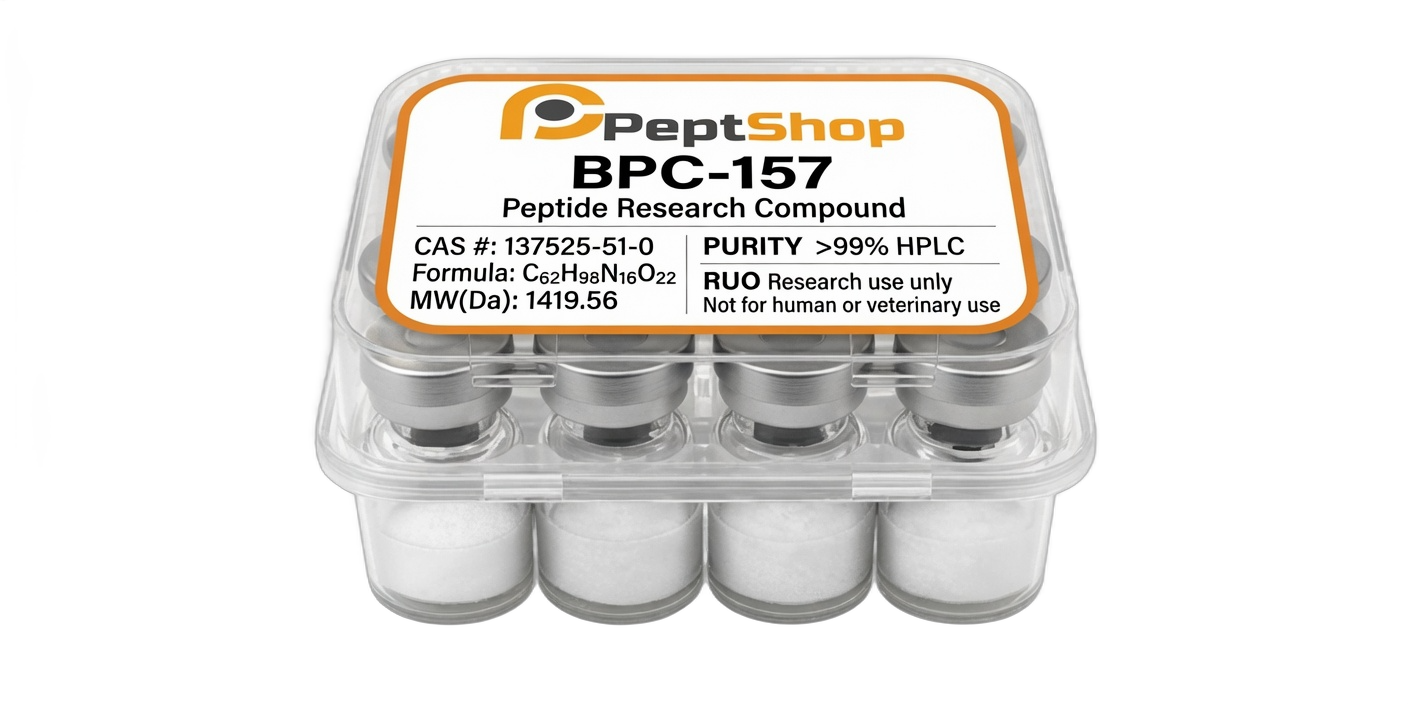 PeptShop
BPC-157
Peptide Research Compound
CAS #: 137525-51-0
Formula: C₆₂H₉₈N₁₆O₂₂
MW(Da): 1419.56
PURITY >99% HPLC
RUO Research use only
Not for human or veterinary use